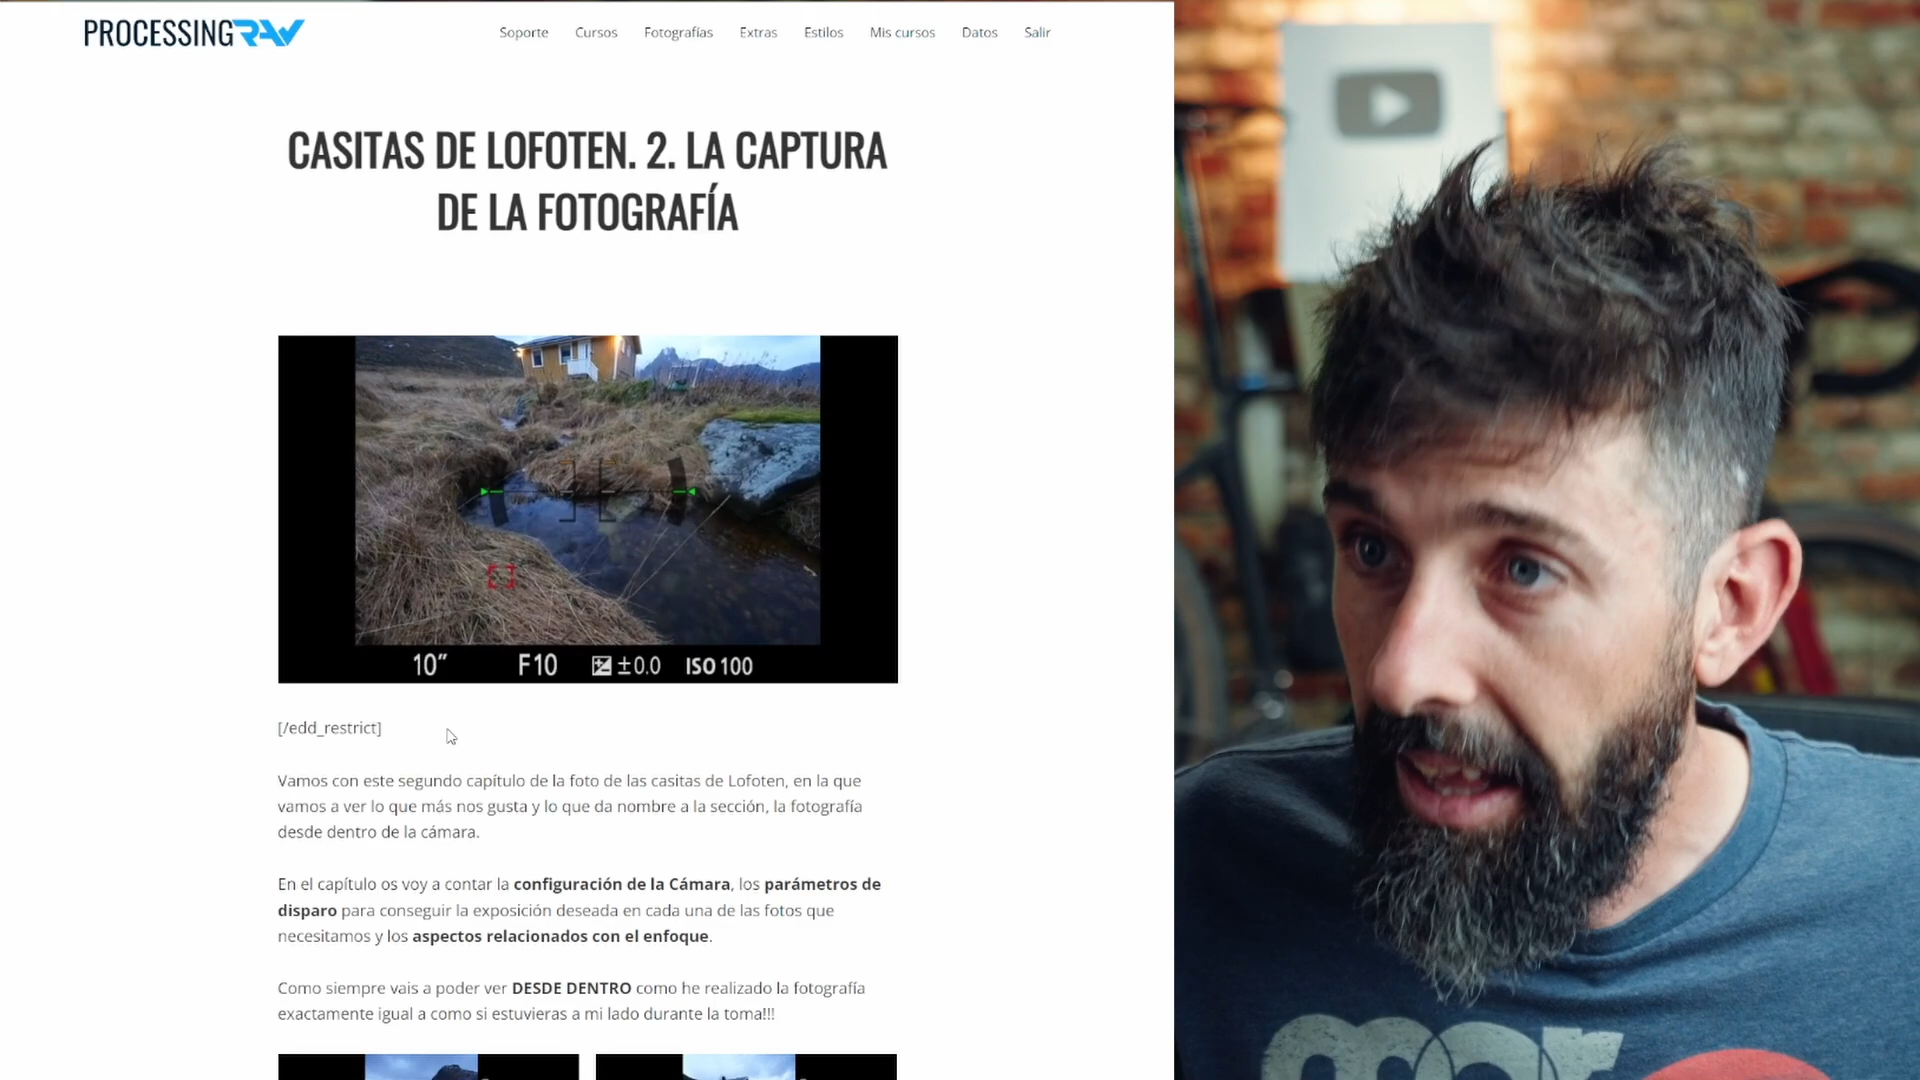 PROCESSINGRAW
Soporte Cursos Fotografías Extras Estilos Mis cursos Datos Salir
CASITAS DE LOFOTEN. 2. LA CAPTURA
DE LA FOTOGRAFÍA
10" F10 ±0.0 ISO 100
[/edd_restrict]
Vamos con este segundo capítulo de la foto de las casitas de Lofoten, en la que
vamos a ver lo que más nos gusta y lo que da nombre a la sección, la fotografía
desde dentro de la cámara.
En el capítulo os voy a contar la configuración de la Cámara, los parámetros de
disparo para conseguir la exposición deseada en cada una de las fotos que
necesitamos y los aspectos relacionados con el enfoque.
Como siempre vais a poder ver DESDE DENTRO como he realizado la fotografía
exactamente igual a como si estuvieras a mi lado durante la toma!!!